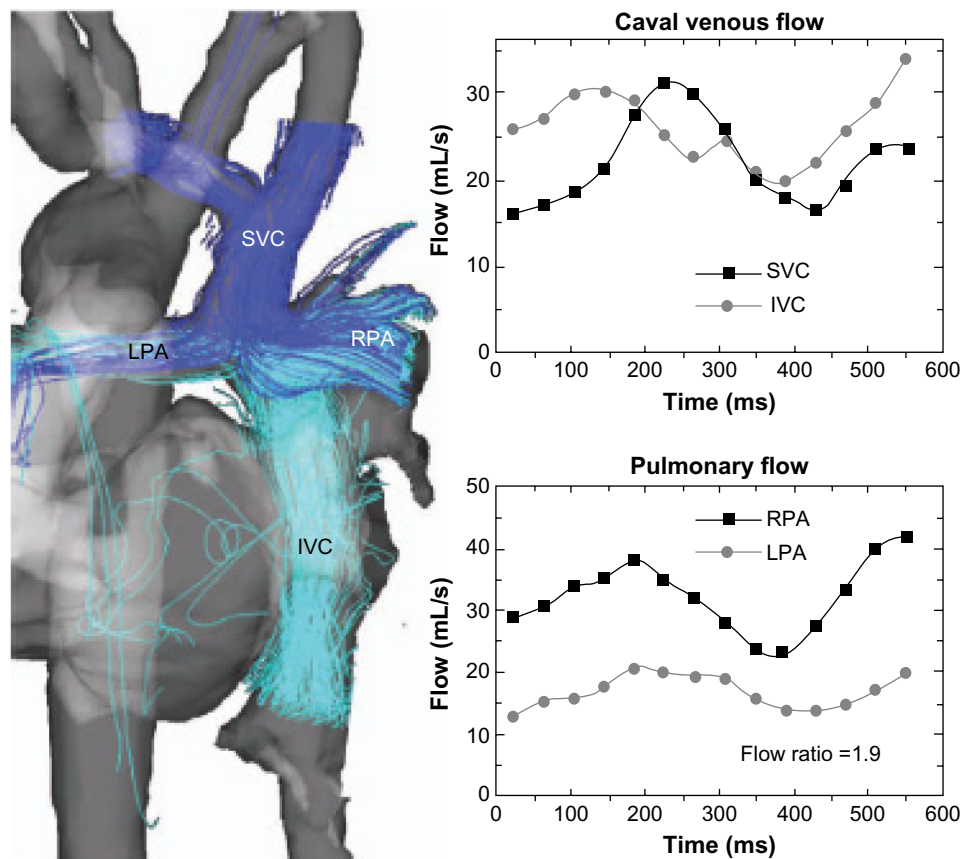 SVC
LPA
RPA
IVC
Caval venous flow
Flow (mL/s)
30
20
10
0
SVC
IVC
0 100 200 300 400 500 600
Time (ms)
Pulmonary flow
Flow (mL/s)
50
40
30
20
10
0
RPA
LPA
Flow ratio =1.9
0 100 200 300 400 500 600
Time (ms)